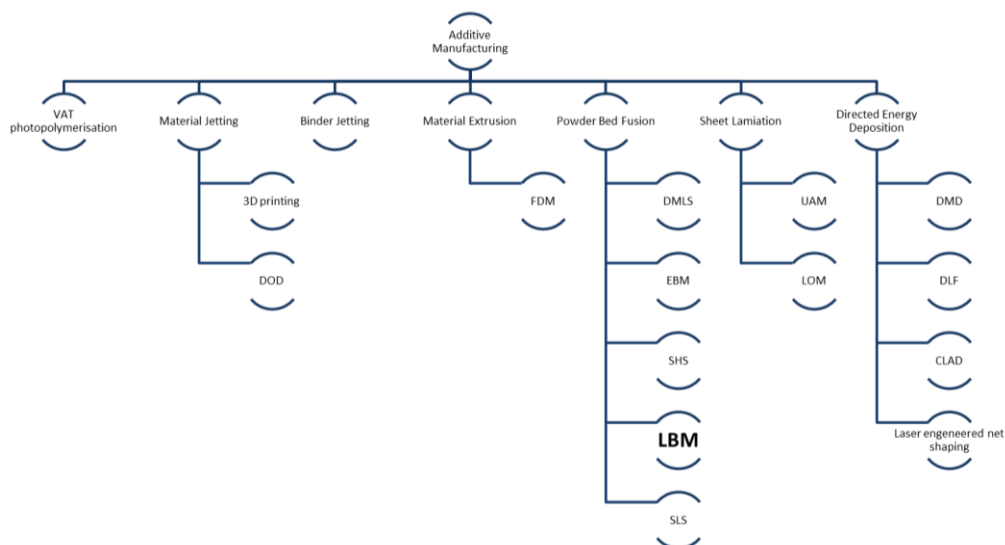 Additive
Manufacturing
VAT
photopolymerisation
Material Jetting
Binder Jetting
Material Extrusion
Powder Bed Fusion
Sheet Lamiation
Directed Energy
Deposition
3D printing
FDM
DMLS
UAM
DMD
DOD
EBM
LOM
DLF
SHS
CLAD
LBM
Laser engeneered net
shaping
SLS